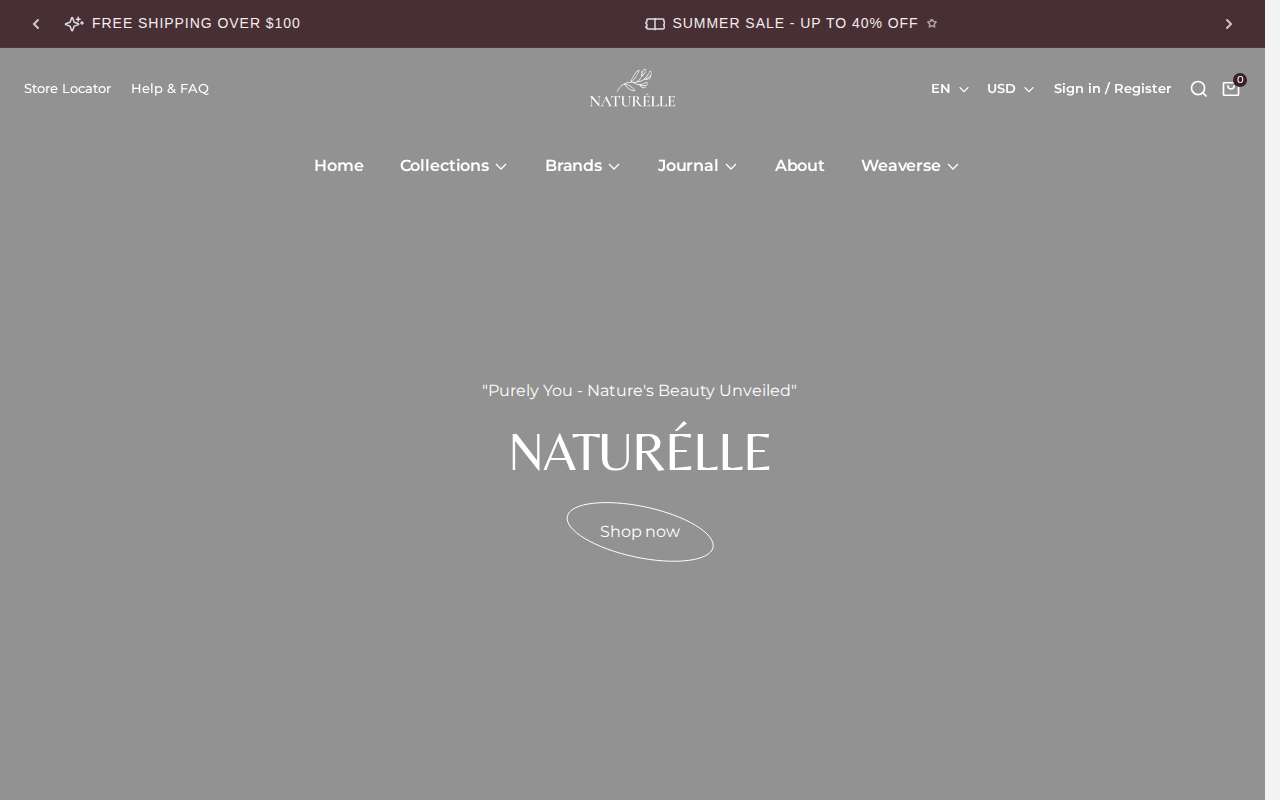 FREE SHIPPING OVER $100
SUMMER SALE - UP TO 40% OFF
Store Locator
Help & FAQ
NATURÉLLE
EN
USD
Sign in / Register
0
Home
Collections
Brands
Journal
About
Weaverse
"Purely You - Nature's Beauty Unveiled"
NATURÉLLE
Shop now